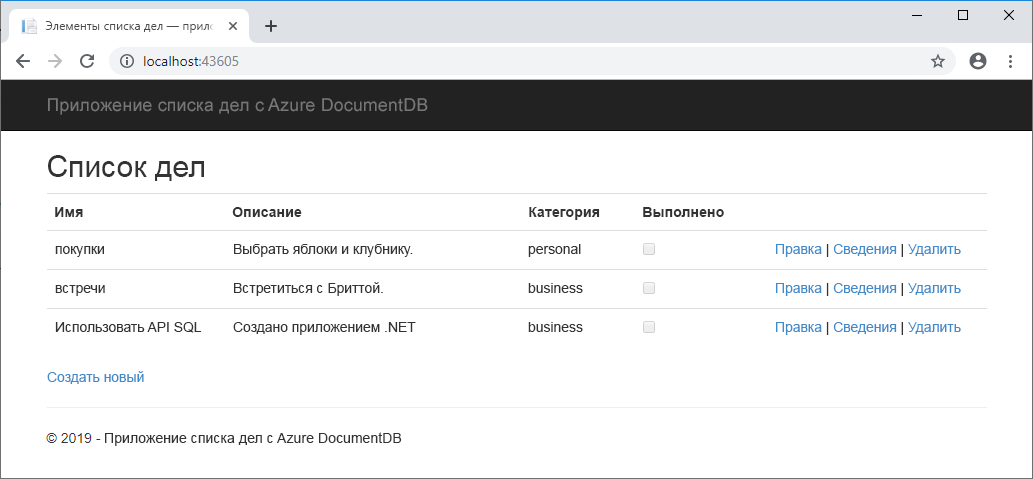 Элементы списка дел — прил
localhost:43605
Приложение списка дел с Azure DocumentDB
Список дел
Имя Описание Категория Выполнено
покупки Выбрать яблоки и клубнику. personal Правка | Сведения | Удалить
встречи Встретиться с Бриттой. business Правка | Сведения | Удалить
Использовать API SQL Создано приложением .NET business Правка | Сведения | Удалить
Создать новый
© 2019 - Приложение списка дел с Azure DocumentDB